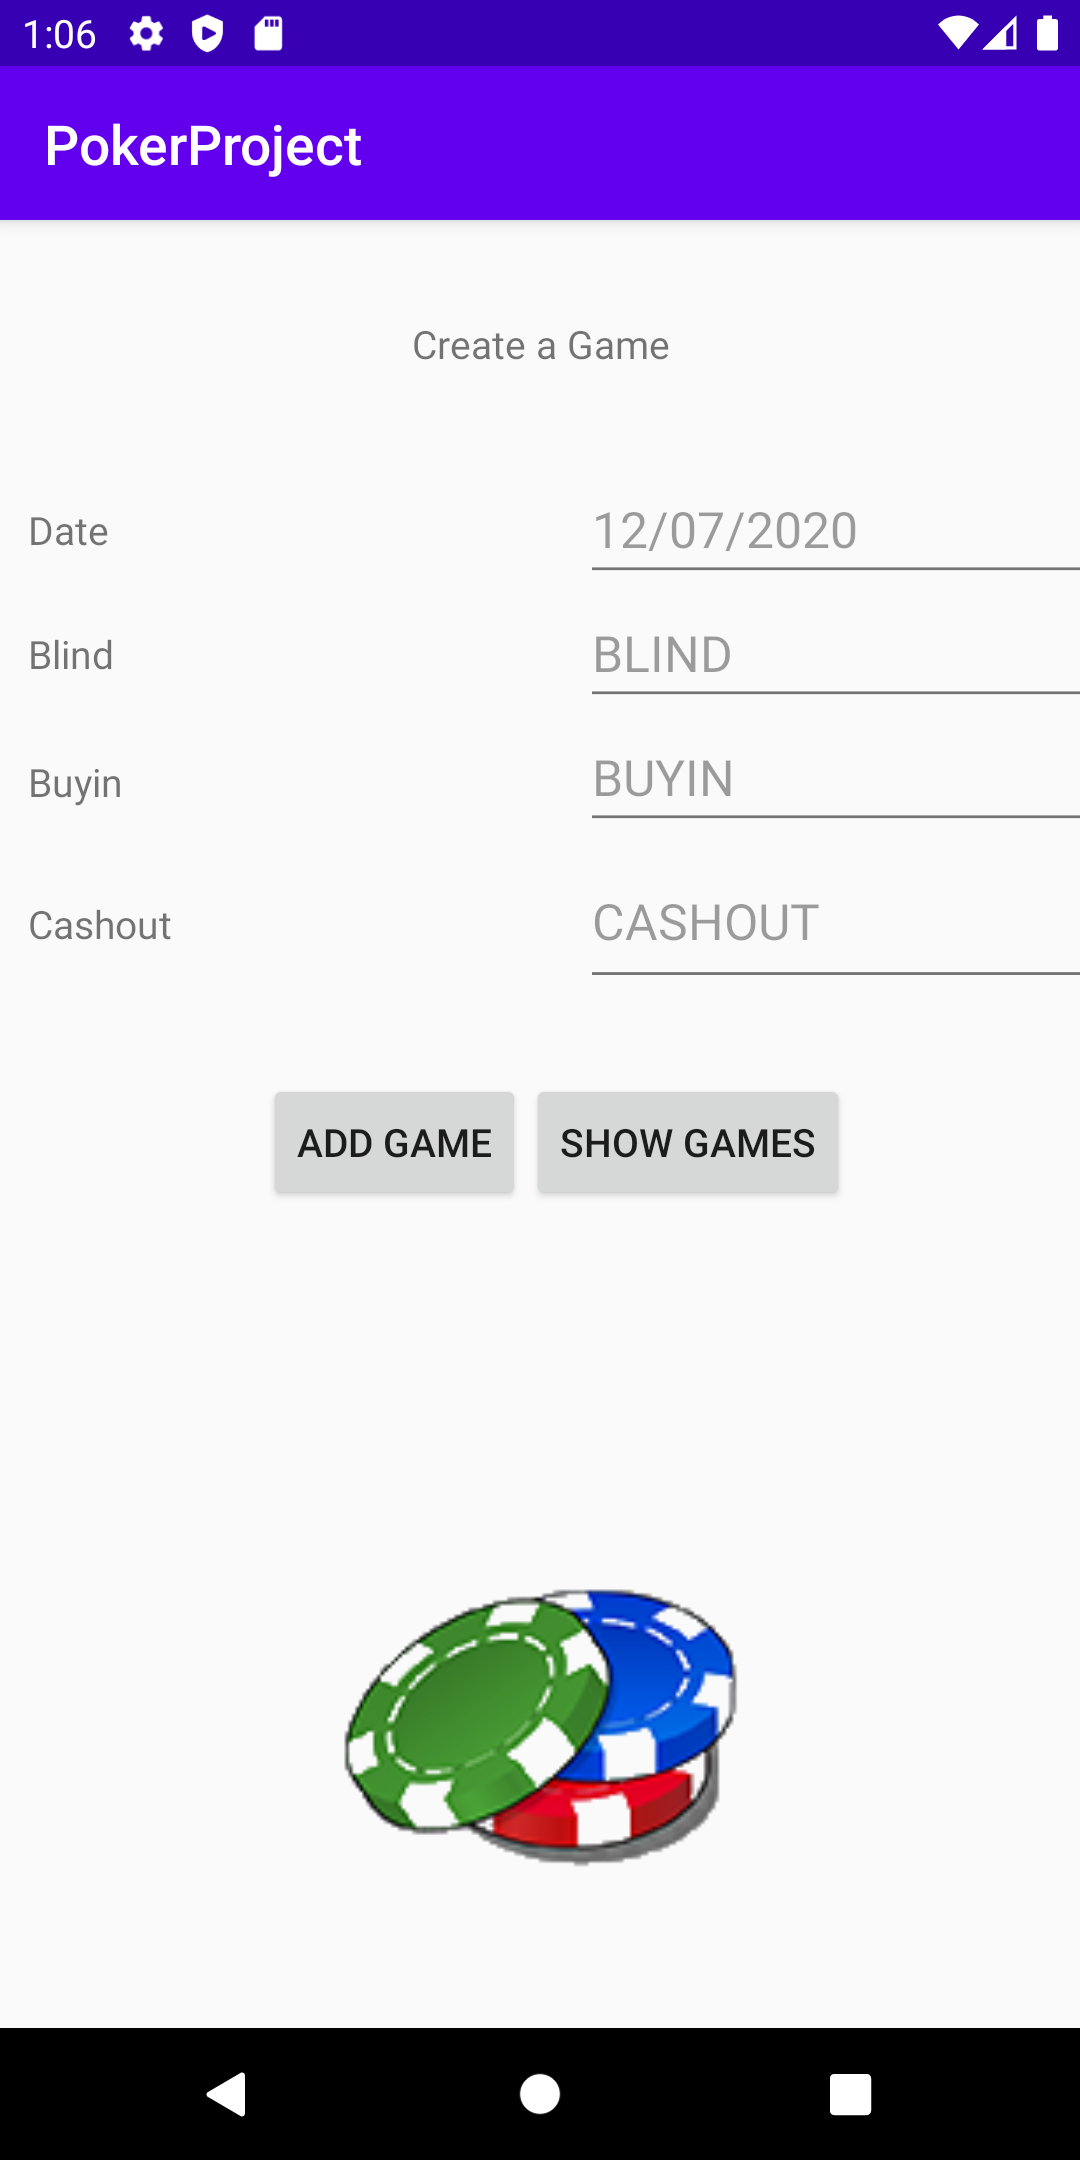 1:06
PokerProject
Create a Game
Date 12/07/2020
Blind BLIND
Buyin BUYIN
Cashout CASHOUT
ADD GAME SHOW GAMES